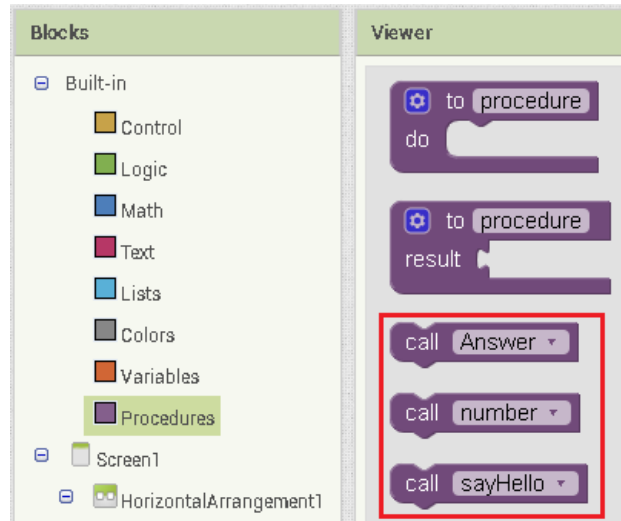 Blocks
Built-in
Control
Logic
Math
Text
Lists
Colors
Variables
Procedures
Screen1
HorizontalArrangement1
Viewer
to procedure
do
to procedure
result
call Answer
call number
call sayHello